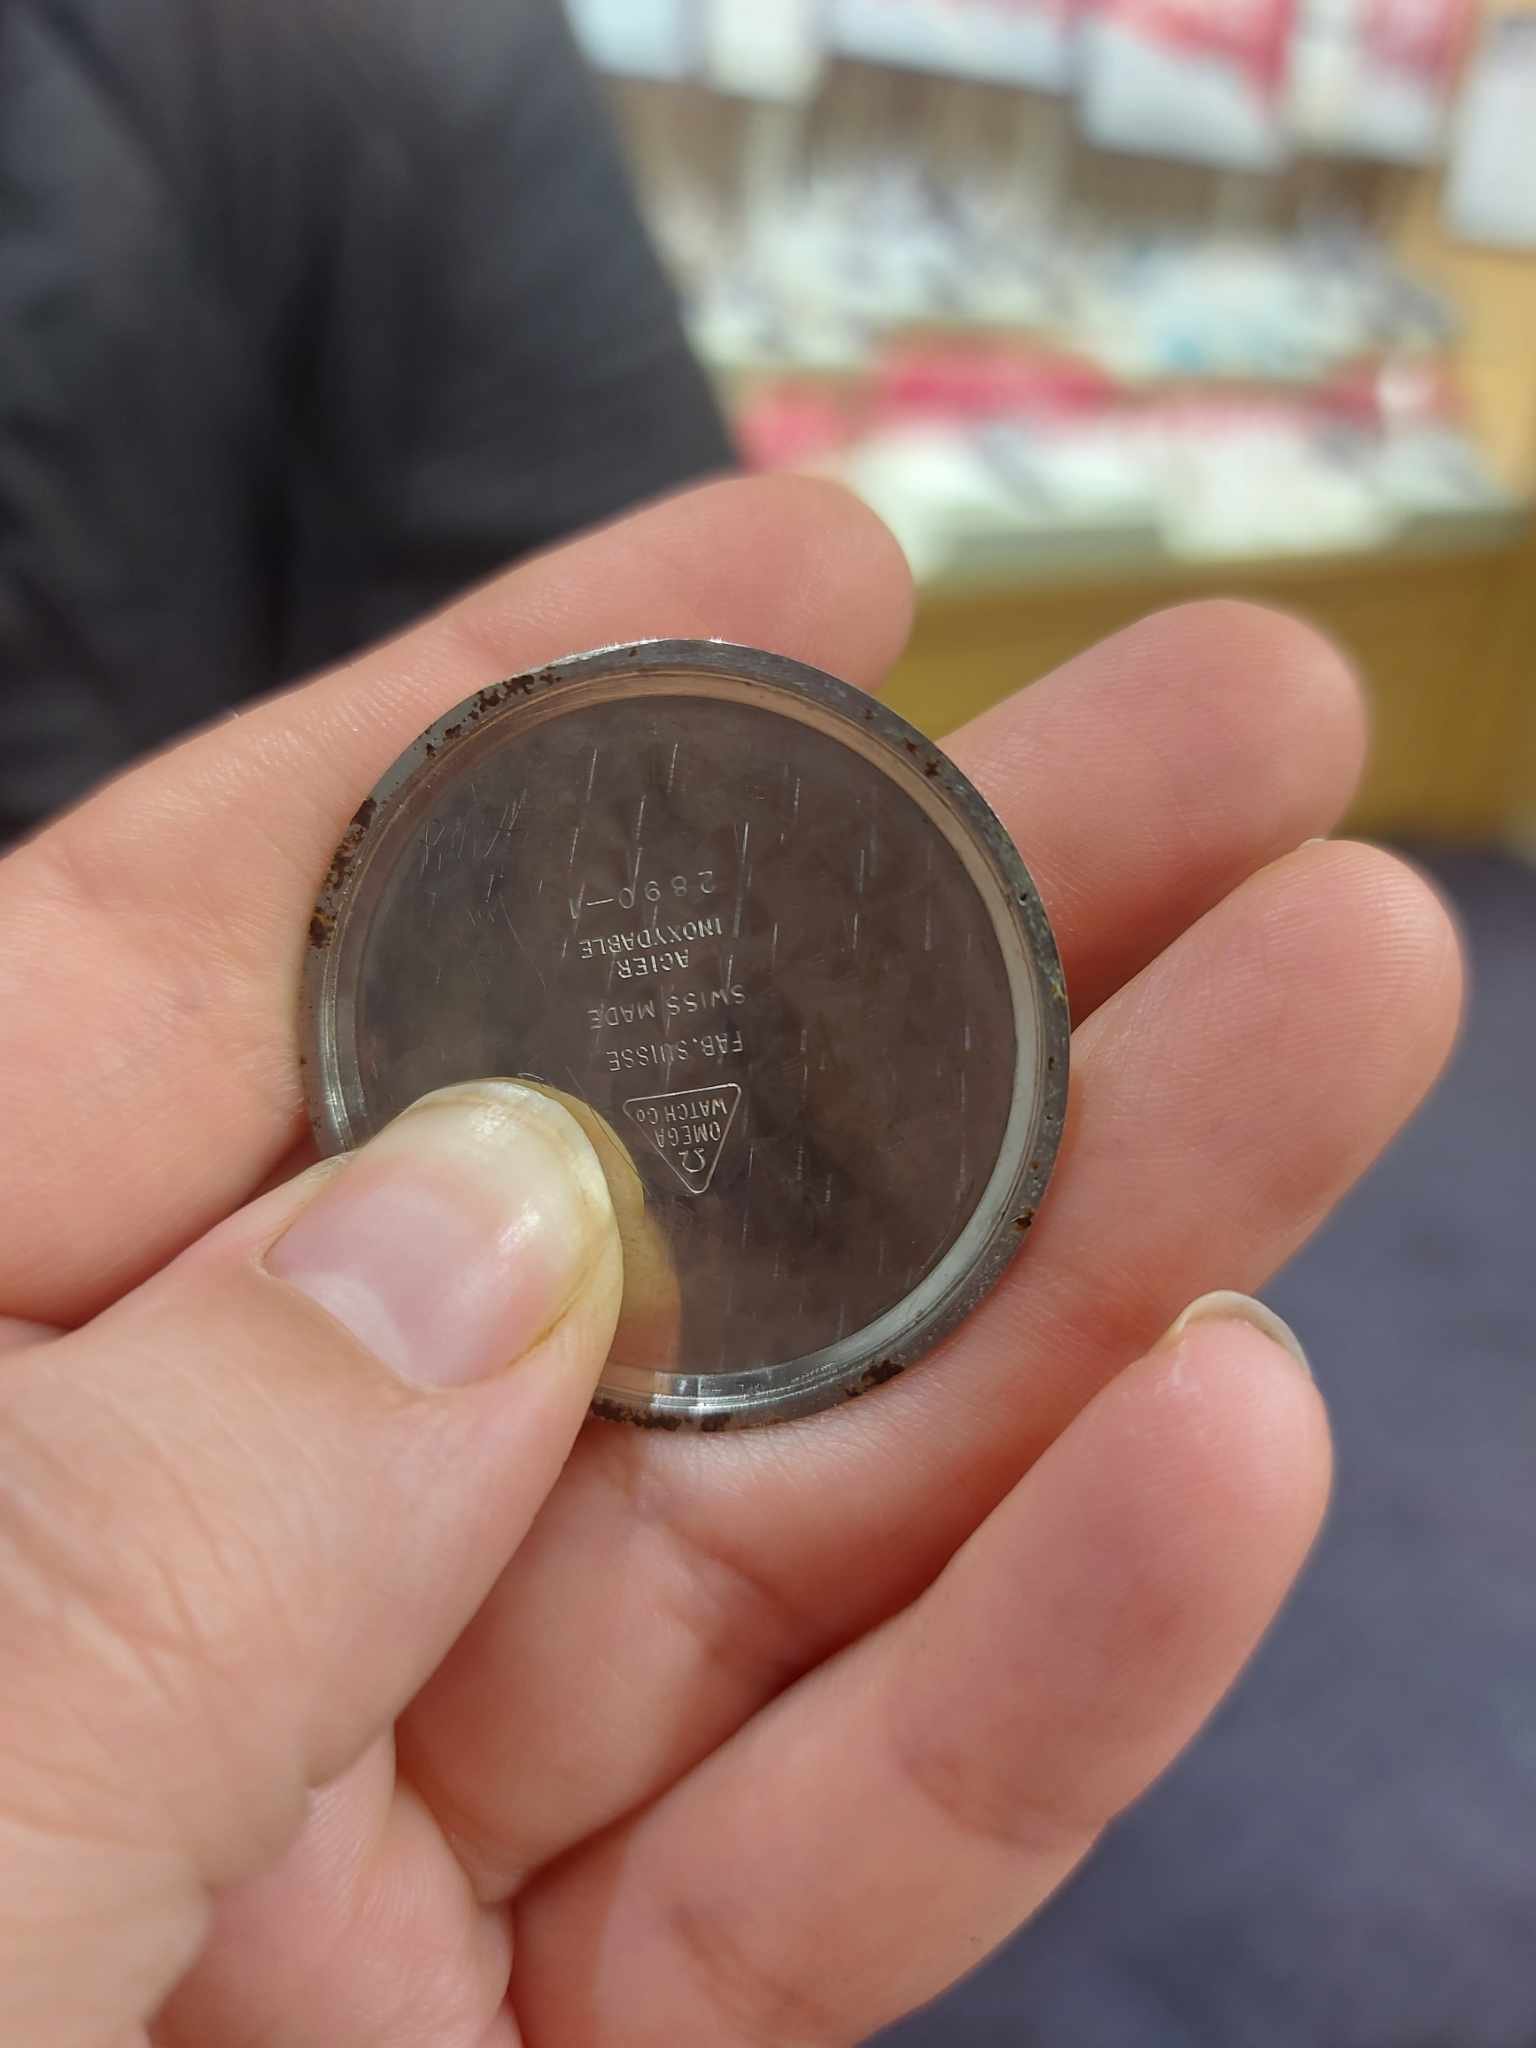 Ω
OMEGA
WATCH Co
FAB. SUISSE
SWISS MADE
ACIER
INOXYDABLE
2890-1